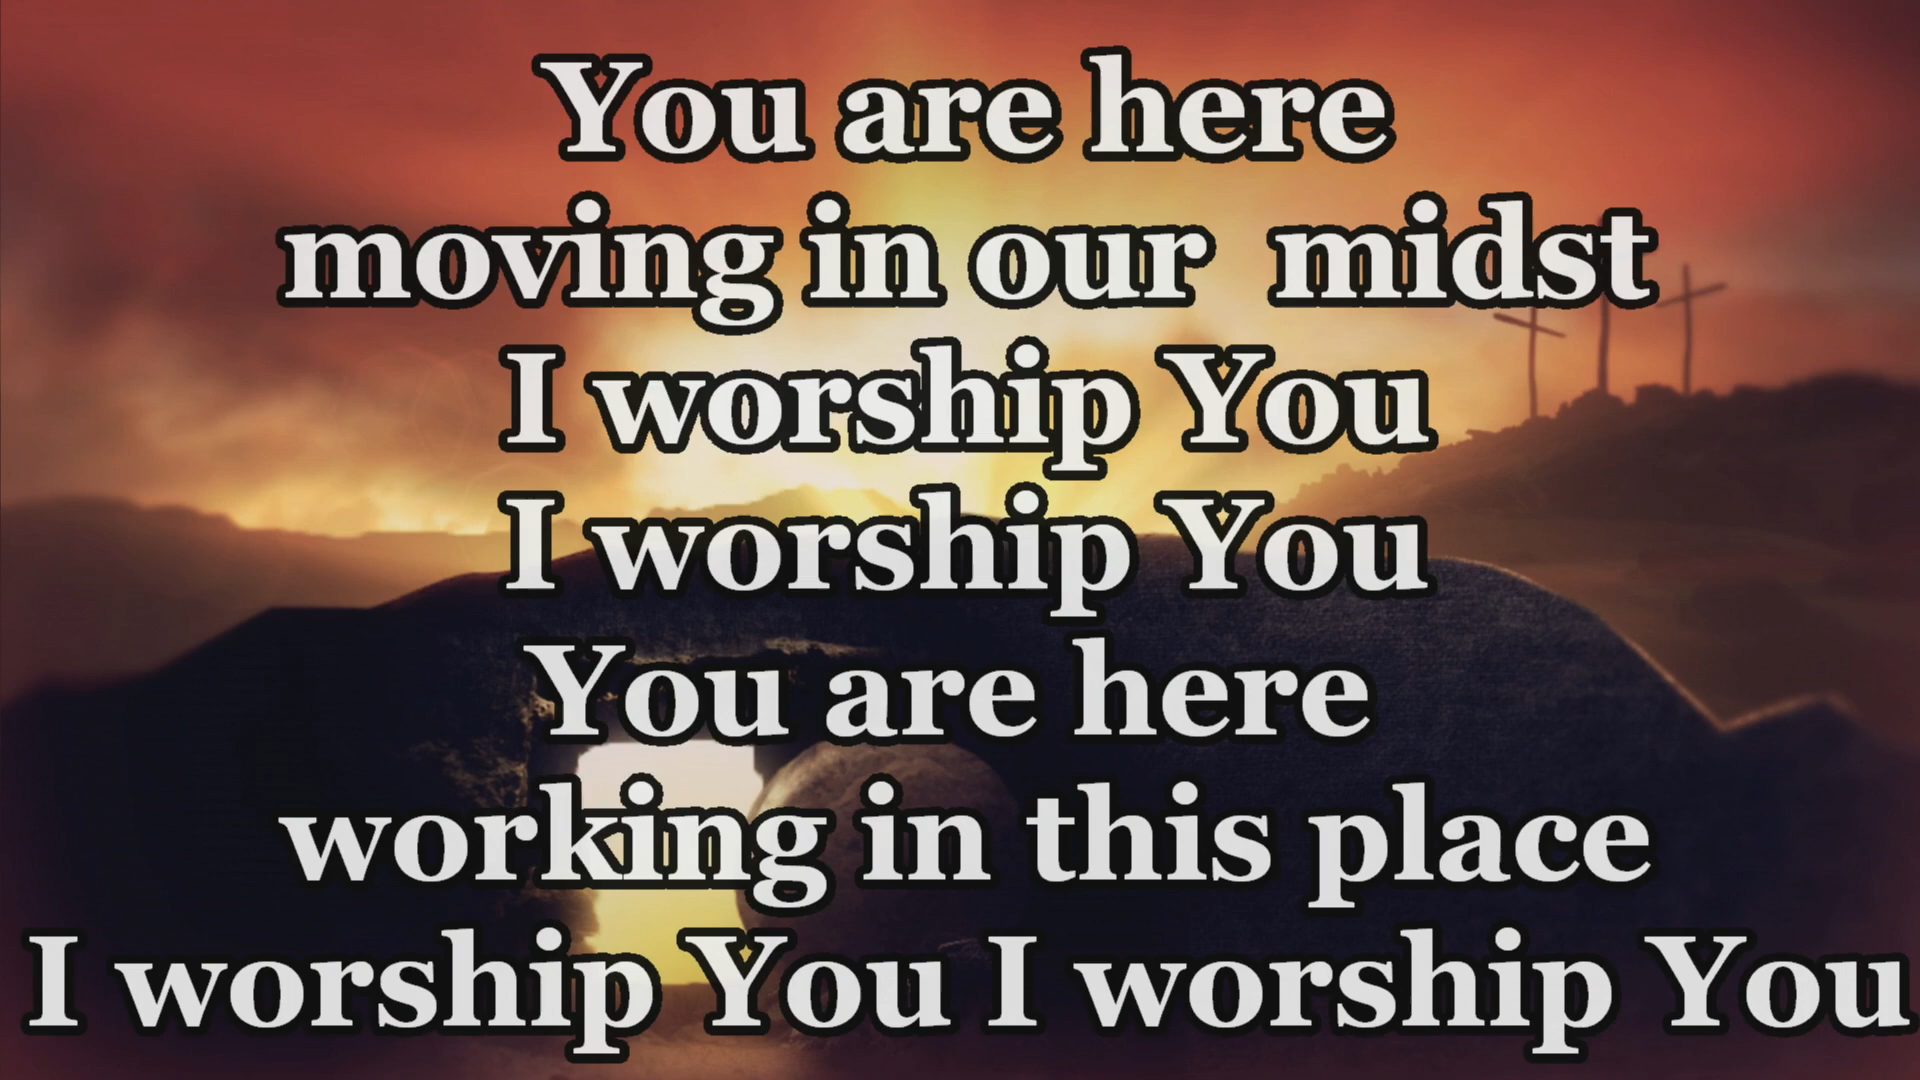 You are here
moving in our  midst
I worship You
I worship You
You are here
working in this place
I worship You I worship You